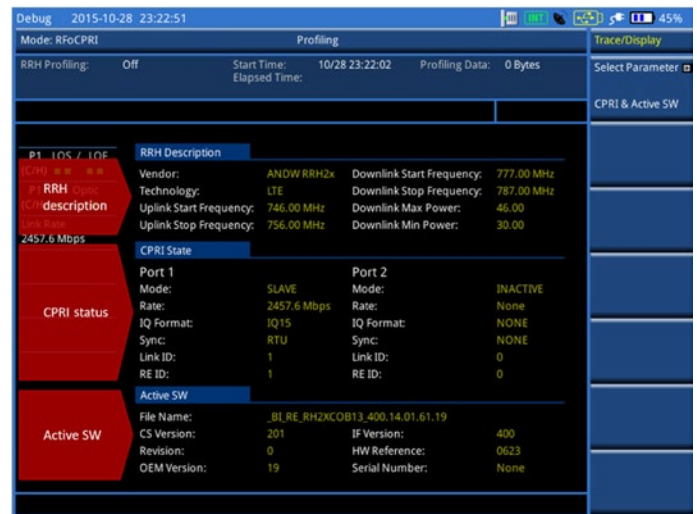 Debug 2015-10-28 23:22:51 INT 45%
Mode: RFoCPRI Profiling Trace/Display
RRH Profiling: Off Start Time: 10/28 23:22:02 Profiling Data: 0 Bytes
Elapsed Time:
Select Parameter
CPRI & Active SW
P1 LOS / LOF
(C/H)
P1 Optic
(C/H)
Link Rate
2457.6 Mbps
RRH description
RRH Description
Vendor: ANDW RRH2x Downlink Start Frequency: 777.00 MHz
Technology: LTE Downlink Stop Frequency: 787.00 MHz
Uplink Start Frequency: 746.00 MHz Downlink Max Power: 46.00
Uplink Stop Frequency: 756.00 MHz Downlink Min Power: 30.00
CPRI status
CPRI State
Port 1 Port 2
Mode: SLAVE Mode: INACTIVE
Rate: 2457.6 Mbps Rate: None
IQ Format: IQ15 IQ Format: NONE
Sync: RTU Sync: NONE
Link ID: 1 Link ID: 0
RE ID: 1 RE ID: 0
Active SW
Active SW
File Name: _BI_RE_RH2XCOB13_400.14.01.61.19
CS Version: 201 IF Version: 400
Revision: 0 HW Reference: 0623
OEM Version: 19 Serial Number: None